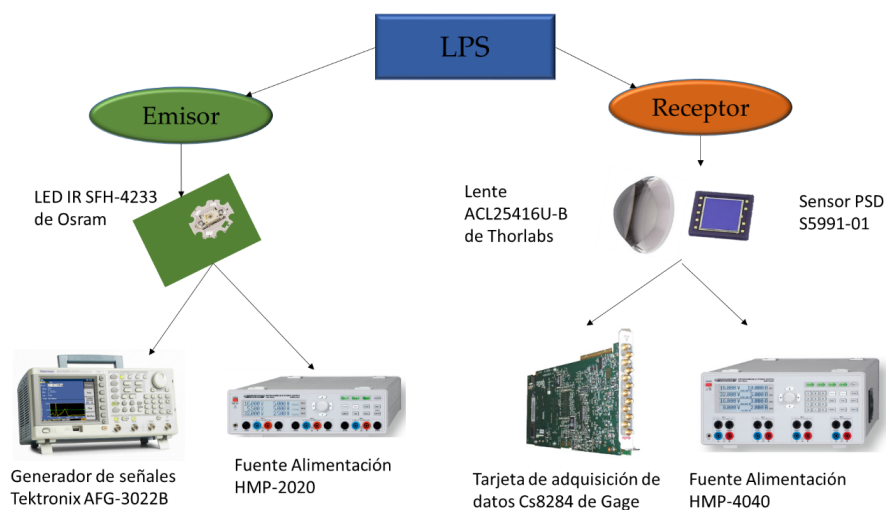 LPS
Emisor
Receptor
LED IR SFH-4233
de Osram
Lente
ACL25416U-B
de Thorlabs
Sensor PSD
S5991-01
Generador de señales
Tektronix AFG-3022B
Fuente Alimentación
HMP-2020
Tarjeta de adquisición de
datos Cs8284 de Gage
Fuente Alimentación
HMP-4040